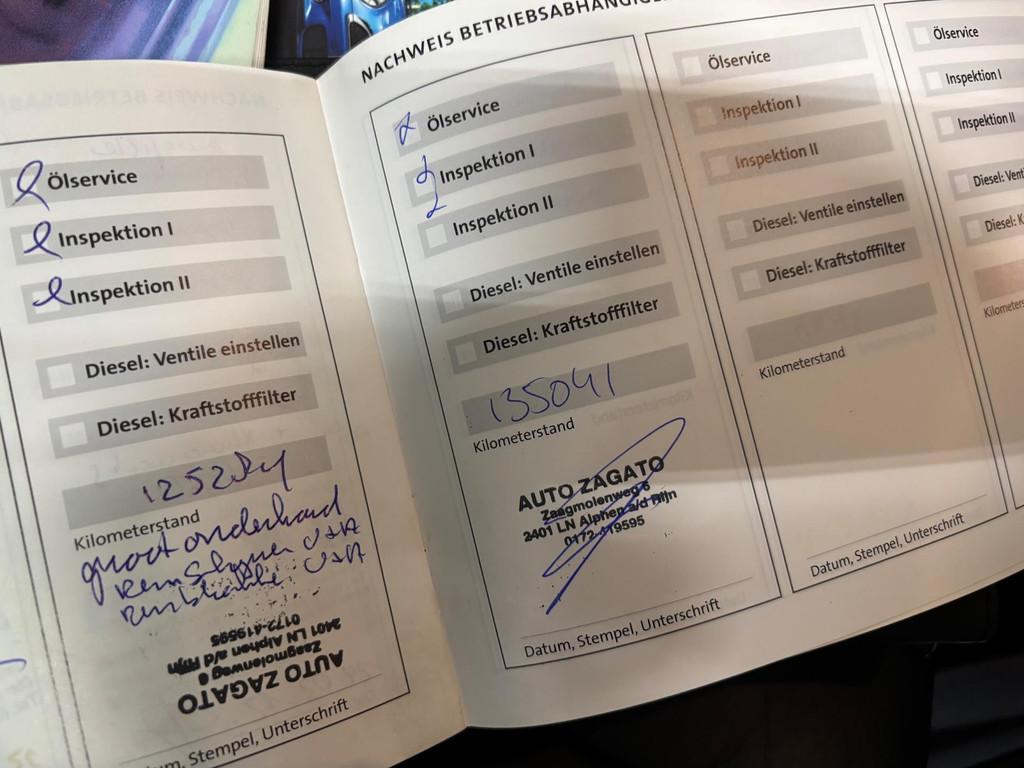 Ölservice
Inspektion I
Inspektion II
Diesel: Ventile einstellen
Diesel: Kraftstofffilter
Kilometerstand
groot onderhoud
remschijven V+A
V+A
AUTO ZAGATO
Zaagmolenweg 6
2401 LN Alphen a/d Rijn
0172-419595
Stempel, Unterschrift
NACHWEIS
Ölservice
Inspektion I
Inspektion II
Diesel: Ventile einstellen
Diesel: Kraftstofffilter
135041
Kilometerstand
AUTO ZAGATO
Zaagmolenweg 6
2401 LN Alphen a/d Rijn
0172-419595
Datum, Stempel, Unterschrift
Ölservice
Inspektion I
Inspektion II
Diesel: Ventile einstellen
Diesel: Kraftstofffilter
Kilometerstand
Datum, Stempel, Unterschrift
Ölservice
Inspektion I
Inspektion II
Diesel:
Diesel: